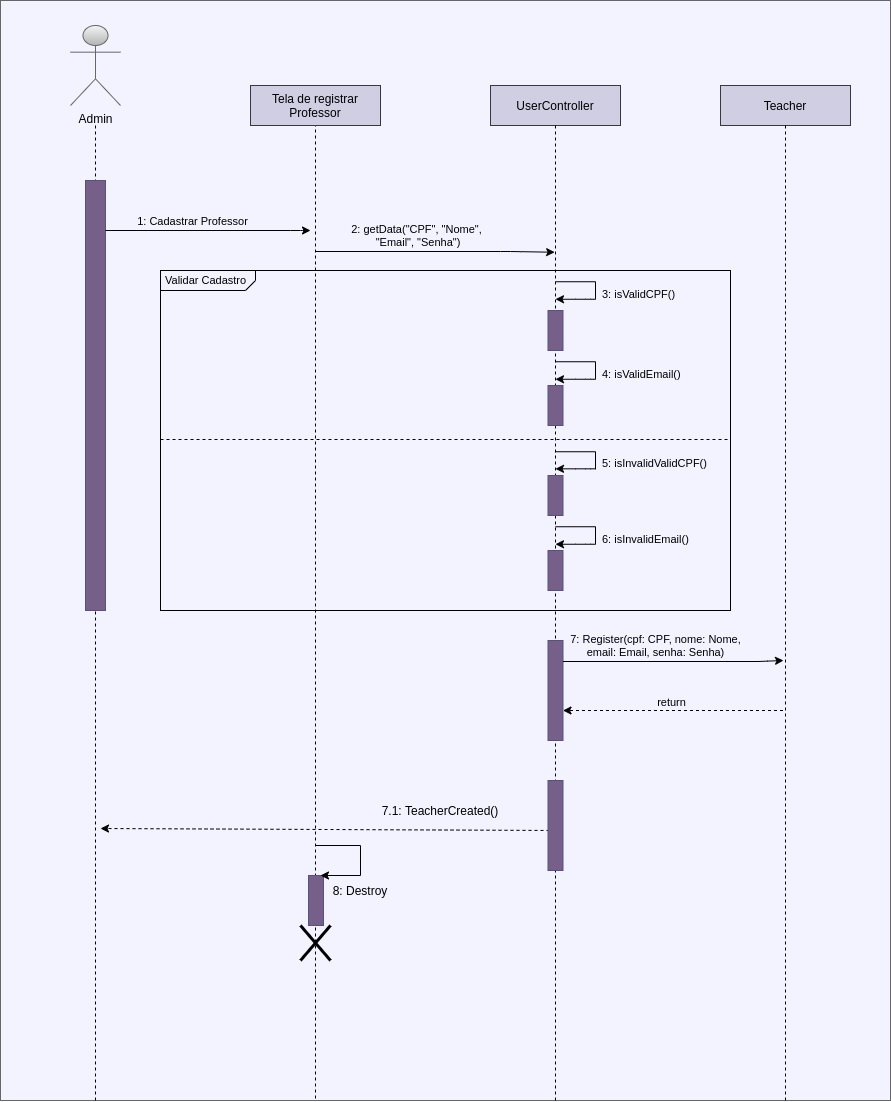 Admin
Tela de registrar
Professor
UserController
Teacher
1: Cadastrar Professor
2: getData("CPF", "Nome",
"Email", "Senha")
Validar Cadastro
3: isValidCPF()
4: isValidEmail()
5: isInvalidValidCPF()
6: isInvalidEmail()
7: Register(cpf: CPF, nome: Nome,
email: Email, senha: Senha)
return
7.1: TeacherCreated()
8: Destroy